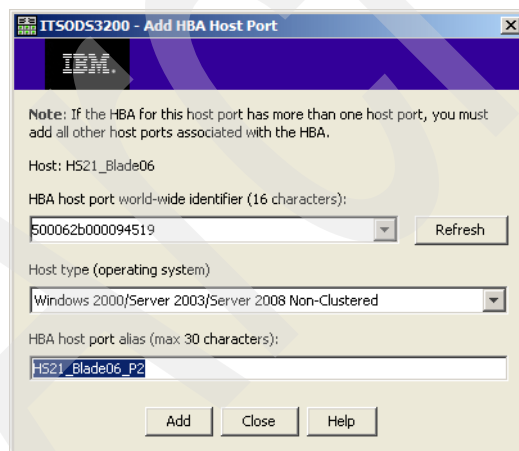 ITSODS3200 - Add HBA Host Port
IBM.
Note: If the HBA for this host port has more than one host port, you must
add all other host ports associated with the HBA.
Host: HS21_Blade06
HBA host port world-wide identifier (16 characters):
500062b000094519
Refresh
Host type (operating system)
Windows 2000/Server 2003/Server 2008 Non-Clustered
HBA host port alias (max 30 characters):
HS21_Blade06_P2
Add Close Help